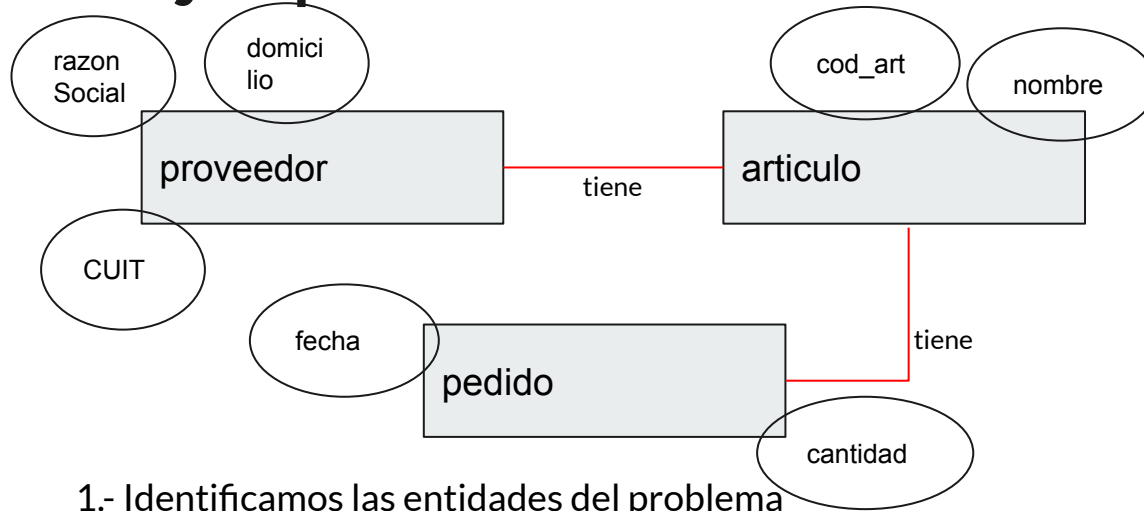 razon
Social
domici
lio
cod_art
nombre
proveedor
tiene
articulo
CUIT
fecha
tiene
pedido
cantidad
1.- Identificamos las entidades del problema